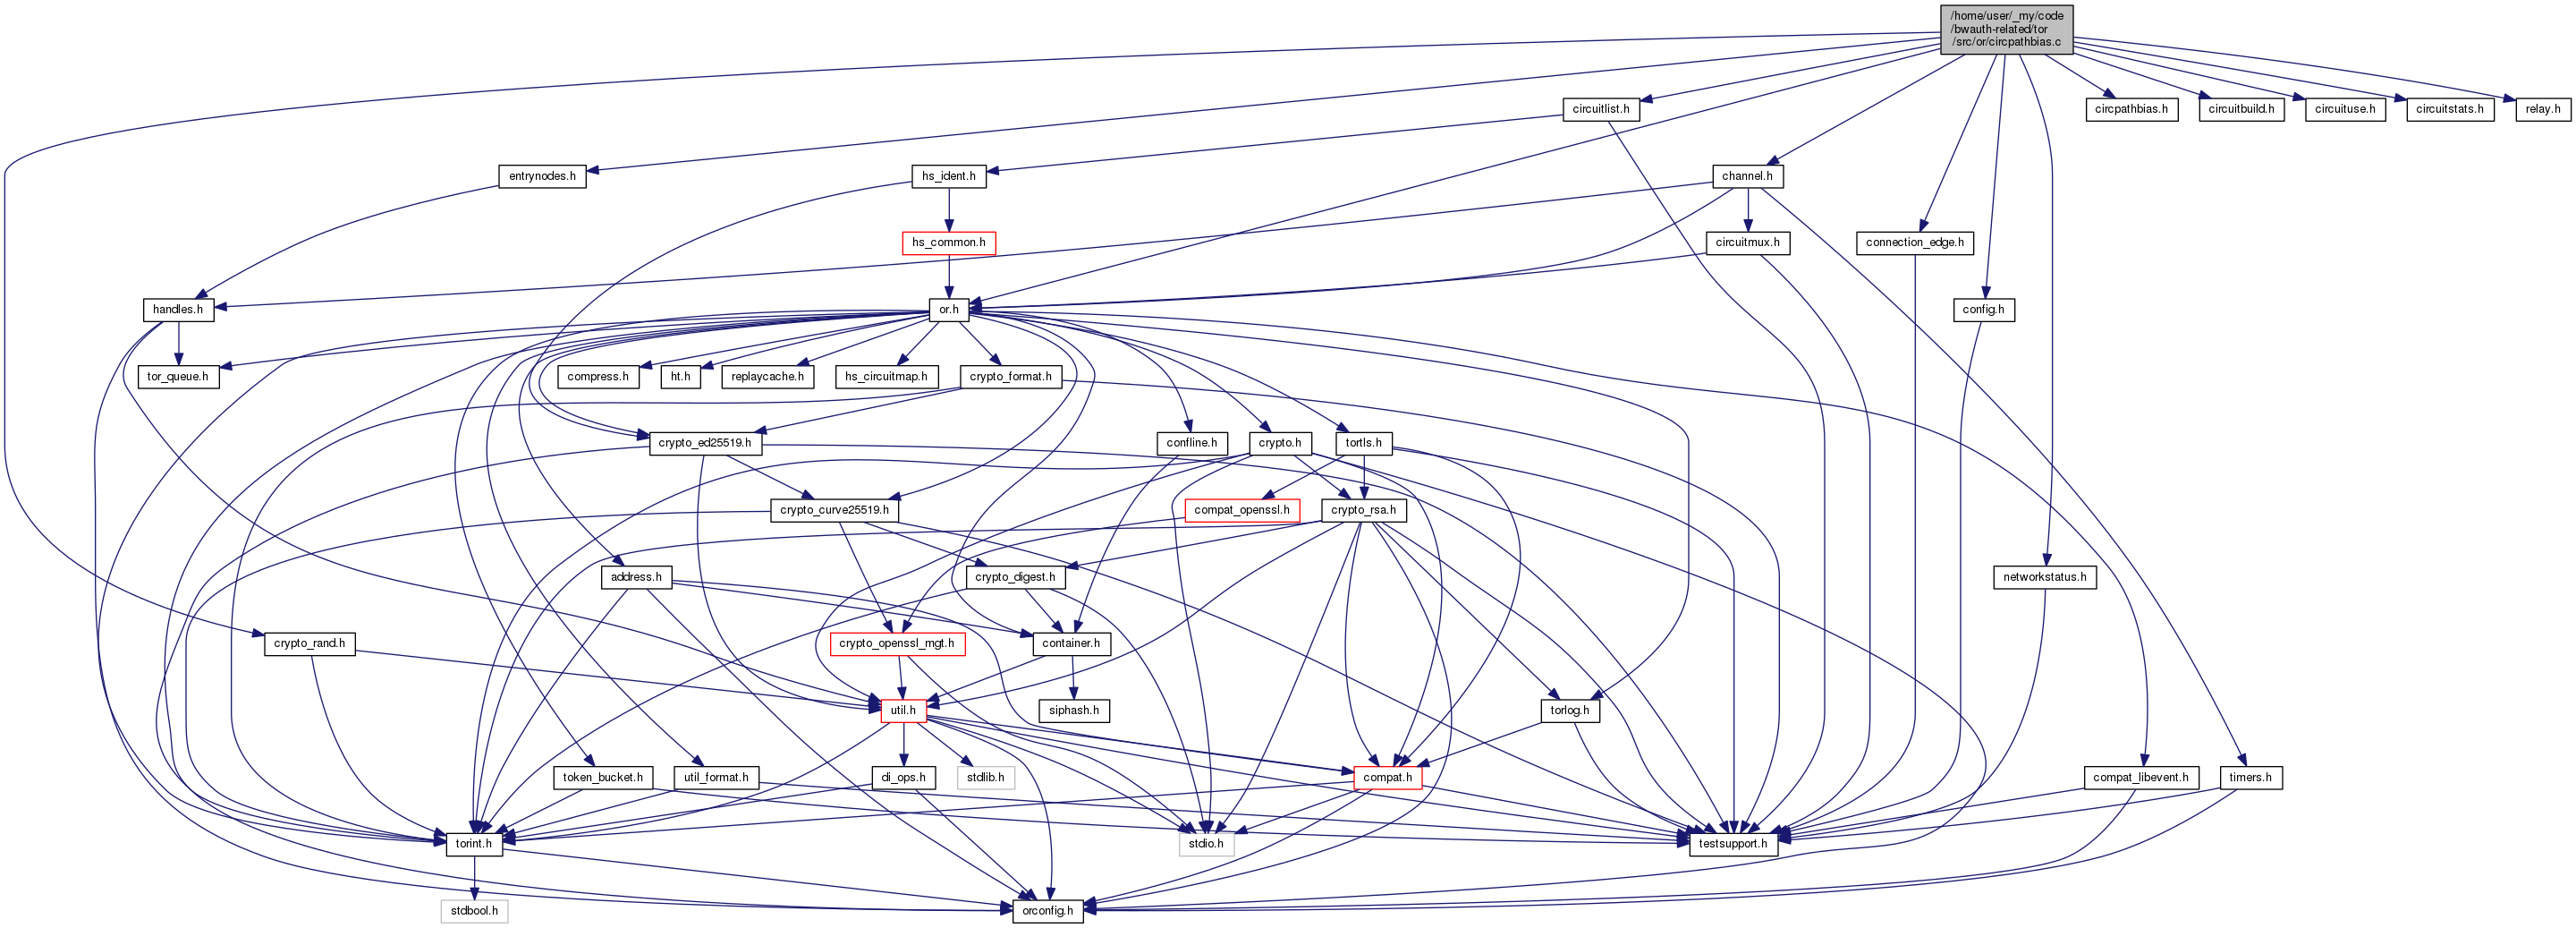 /home/user/_my/code
/bwauth-related/tor
/src/or/circpathbias.c
circuitlist.h
circpathbias.h
circuitbuild.h
circuituse.h
circuitstats.h
relay.h
entrynodes.h
hs_ident.h
channel.h
hs_common.h
circuitmux.h
connection_edge.h
handles.h
or.h
config.h
tor_queue.h
compress.h
ht.h
replaycache.h
hs_circuitmap.h
crypto_format.h
crypto_ed25519.h
confline.h
crypto.h
tortls.h
crypto_curve25519.h
compat_openssl.h
crypto_rsa.h
address.h
crypto_digest.h
networkstatus.h
crypto_rand.h
crypto_openssl_mgt.h
container.h
util.h
siphash.h
torlog.h
token_bucket.h
util_format.h
di_ops.h
stdlib.h
compat.h
compat_libevent.h
timers.h
torint.h
stdio.h
testsupport.h
stdbool.h
orconfig.h